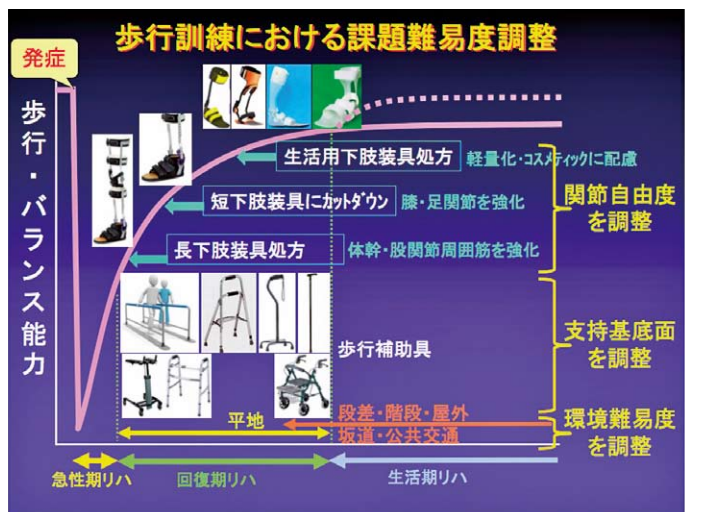 歩行訓練における課題難易度調整
発症
歩行・バランス能力
生活用下肢装具処方 軽量化・コスメティックに配慮
短下肢装具にカットダウン 膝・足関節を強化
長下肢装具処方 体幹・股関節周囲筋を強化
関節自由度
を調整
歩行補助具
支持基底面
を調整
平地
段差・階段・屋外
坂道・公共交通
環境難易度
を調整
急性期リハ
回復期リハ
生活期リハ